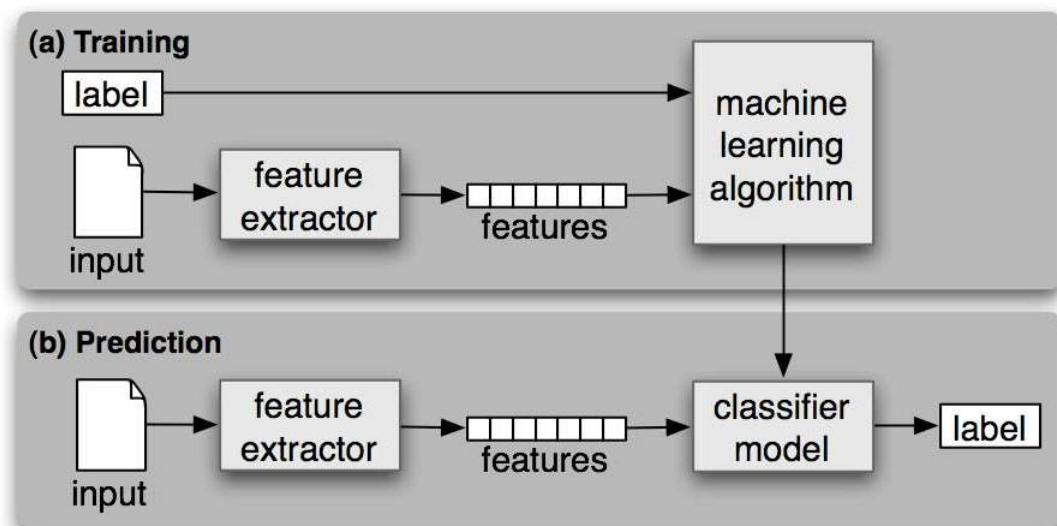 (a) Training
label
machine
learning
algorithm
feature
extractor
features
input
(b) Prediction
feature
extractor
features
input
classifier
model
label